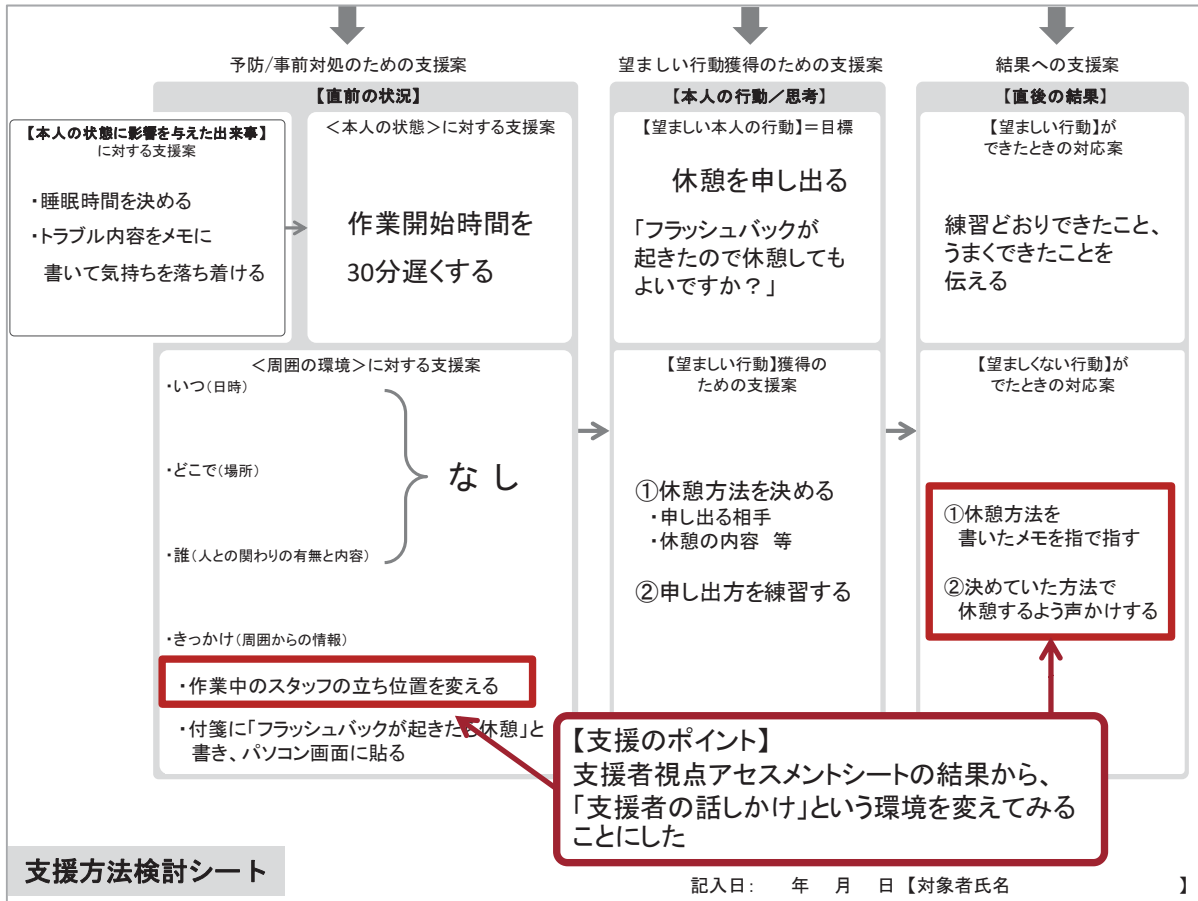 予防/事前対処のための支援案
望ましい行動獲得のための支援案
結果への支援案
【直前の状況】
【本人の行動／思考】
【直後の結果】
【本人の状態に影響を与えた出来事】
に対する支援案
・睡眠時間を決める
・トラブル内容をメモに
書いて気持ちを落ち着ける
＜本人の状態＞に対する支援案
作業開始時間を
30分遅くする
【望ましい本人の行動】＝目標
休憩を申し出る
「フラッシュバックが
起きたので休憩しても
よいですか？」
【望ましい行動】が
できたときの対応案
練習どおりできたこと、
うまくできたことを
伝える
＜周囲の環境＞に対する支援案
・いつ（日時）
・どこで（場所）
・誰（人との関わりの有無と内容）
なし
・きっかけ（周囲からの情報）
・作業中のスタッフの立ち位置を変える
・付箋に「フラッシュバックが起きたら休憩」と
書き、パソコン画面に貼る
【望ましい行動】獲得の
ための支援案
①休憩方法を決める
・申し出る相手
・休憩の内容 等
②申し出方を練習する
【望ましくない行動】が
でたときの対応案
①休憩方法を
書いたメモを指で指す
②決めていた方法で
休憩するよう声かけする
【支援のポイント】
支援者視点アセスメントシートの結果から、
「支援者の話しかけ」という環境を変えてみる
ことにした
支援方法検討シート
記入日： 年 月 日【対象者氏名 】